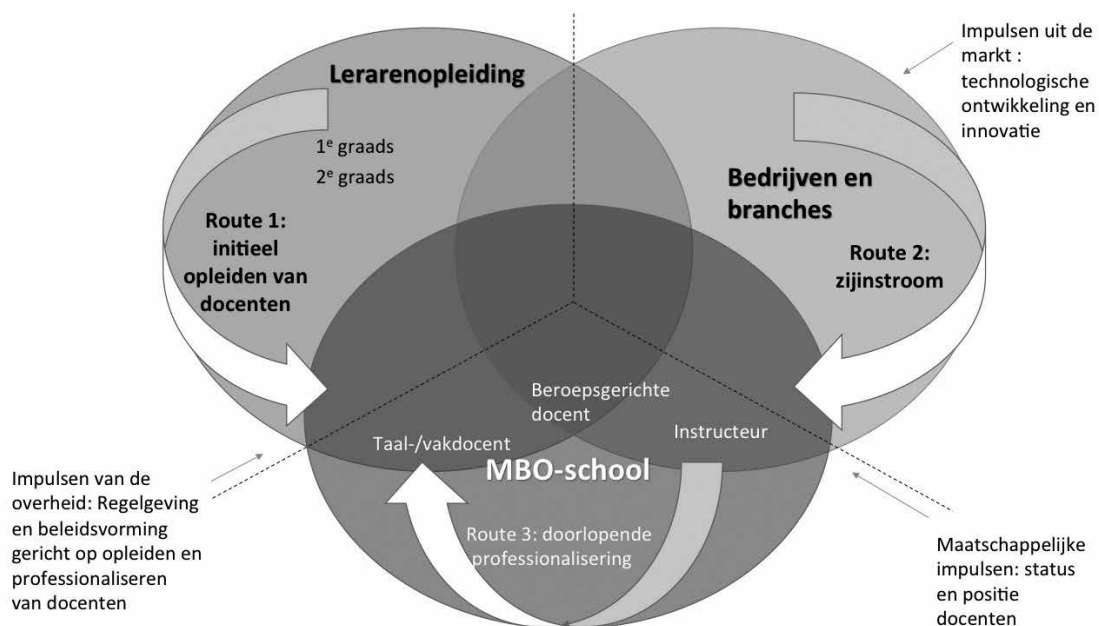 Lerarenopleiding
1e graads
2e graads
Route 1:
initieel
opleiden van
docenten
Impulsen uit de
markt :
technologische
ontwikkeling en
innovatie
Bedrijven en
branches
Route 2:
zijinstroom
Beroepsgerichte
docent
Taal-/vakdocent
Instructeur
MBO-school
Route 3: doorlopende
professionalisering
Impulsen van de
overheid: Regelgeving
en beleidsvorming
gericht op opleiden en
professionaliseren
van docenten
Maatschappelijke
impulsen: status
en positie
docenten